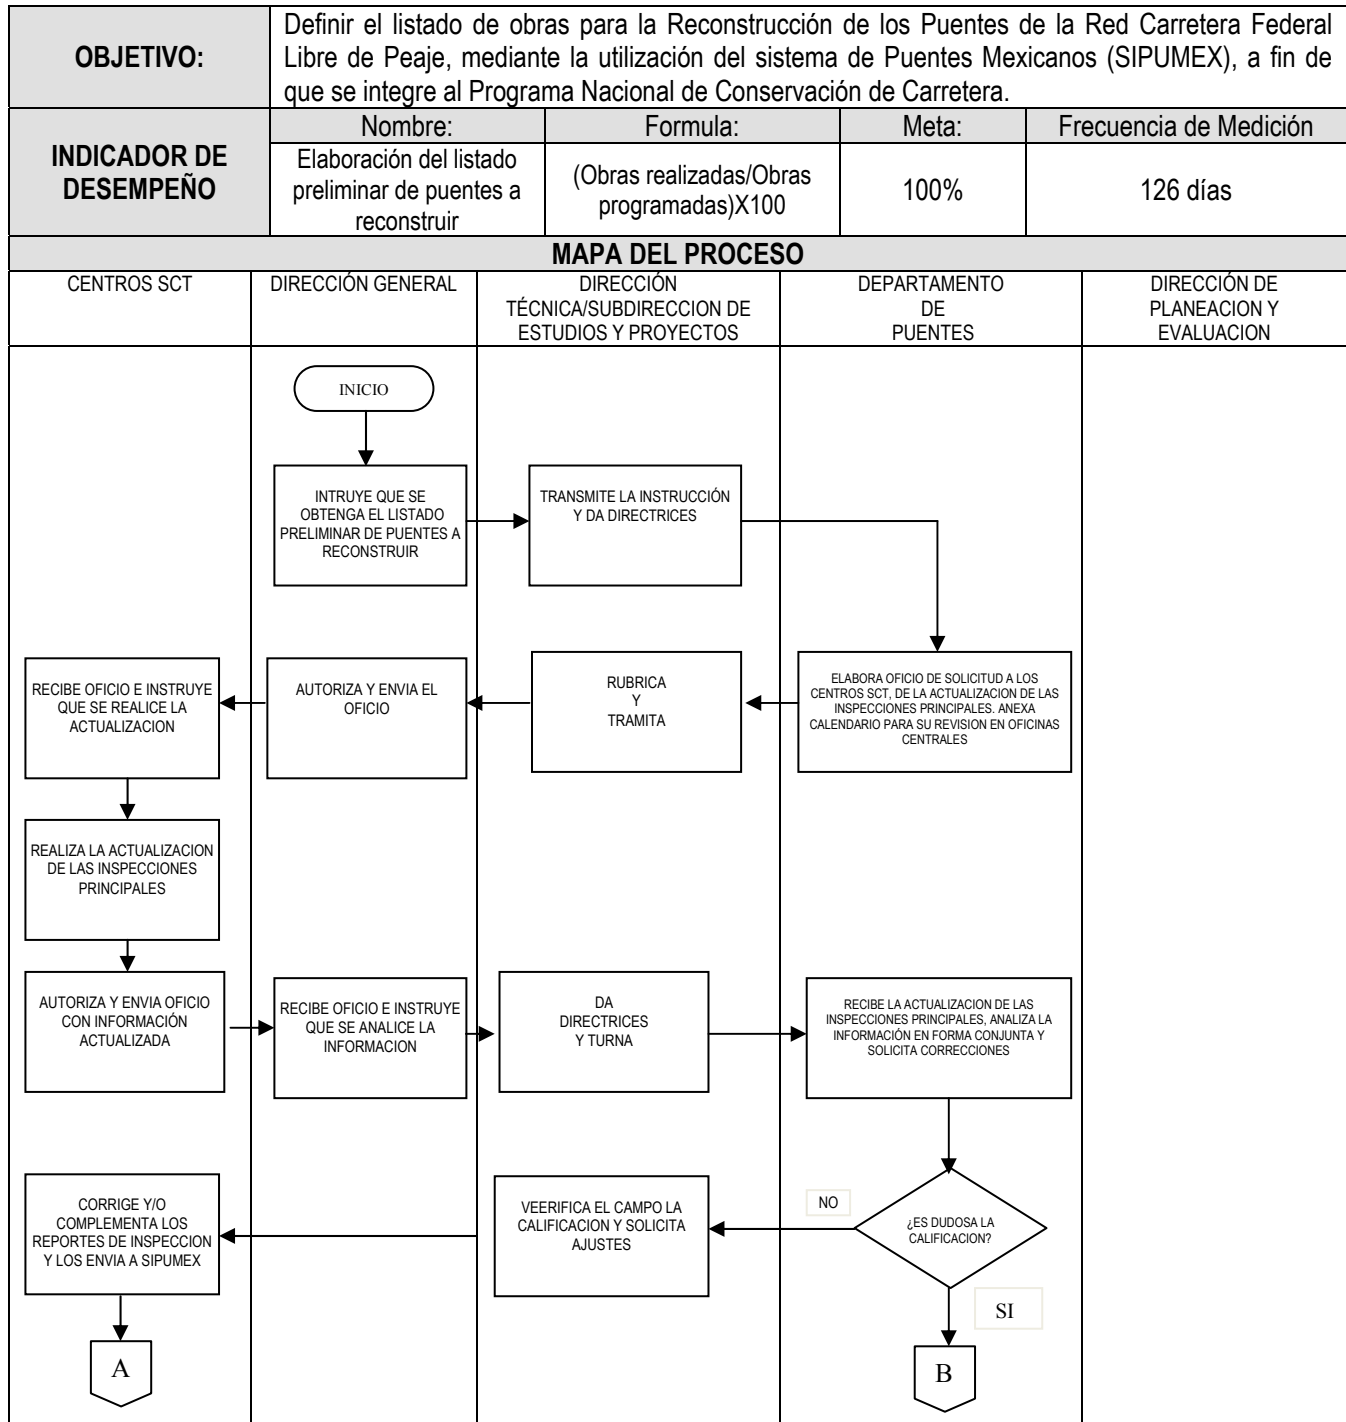 OBJETIVO:
Definir el listado de obras para la Reconstrucción de los Puentes de la Red Carretera Federal
Libre de Peaje, mediante la utilización del sistema de Puentes Mexicanos (SIPUMEX), a fin de
que se integre al Programa Nacional de Conservación de Carretera.
INDICADOR DE
DESEMPEÑO
Nombre:
Formula:
Meta:
Frecuencia de Medición
Elaboración del listado
preliminar de puentes a
reconstruir
(Obras realizadas/Obras
programadas)X100
100%
126 días
MAPA DEL PROCESO
CENTROS SCT
DIRECCIÓN GENERAL
DIRECCIÓN
TÉCNICA/SUBDIRECCION DE
ESTUDIOS Y PROYECTOS
DEPARTAMENTO
DE
PUENTES
DIRECCIÓN DE
PLANEACION Y
EVALUACION
INICIO
INTRUYE QUE SE
OBTENGA EL LISTADO
PRELIMINAR DE PUENTES A
RECONSTRUIR
TRANSMITE LA INSTRUCCIÓN
Y DA DIRECTRICES
RECIBE OFICIO E INSTRUYE
QUE SE REALICE LA
ACTUALIZACION
AUTORIZA Y ENVIA EL
OFICIO
RUBRICA
Y
TRAMITA
ELABORA OFICIO DE SOLICITUD A LOS
CENTROS SCT, DE LA ACTUALIZACION DE LAS
INSPECCIONES PRINCIPALES. ANEXA
CALENDARIO PARA SU REVISION EN OFICINAS
CENTRALES
REALIZA LA ACTUALIZACION
DE LAS INSPECCIONES
PRINCIPALES
AUTORIZA Y ENVIA OFICIO
CON INFORMACIÓN
ACTUALIZADA
RECIBE OFICIO E INSTRUYE
QUE SE ANALICE LA
INFORMACION
DA
DIRECTRICES
Y TURNA
RECIBE LA ACTUALIZACION DE LAS
INSPECCIONES PRINCIPALES, ANALIZA LA
INFORMACIÓN EN FORMA CONJUNTA Y
SOLICITA CORRECCIONES
CORRIGE Y/O
COMPLEMENTA LOS
REPORTES DE INSPECCION
Y LOS ENVIA A SIPUMEX
VEERIFICA EL CAMPO LA
CALIFICACION Y SOLICITA
AJUSTES
NO
¿ES DUDOSA LA
CALIFICACION?
SI
A
B